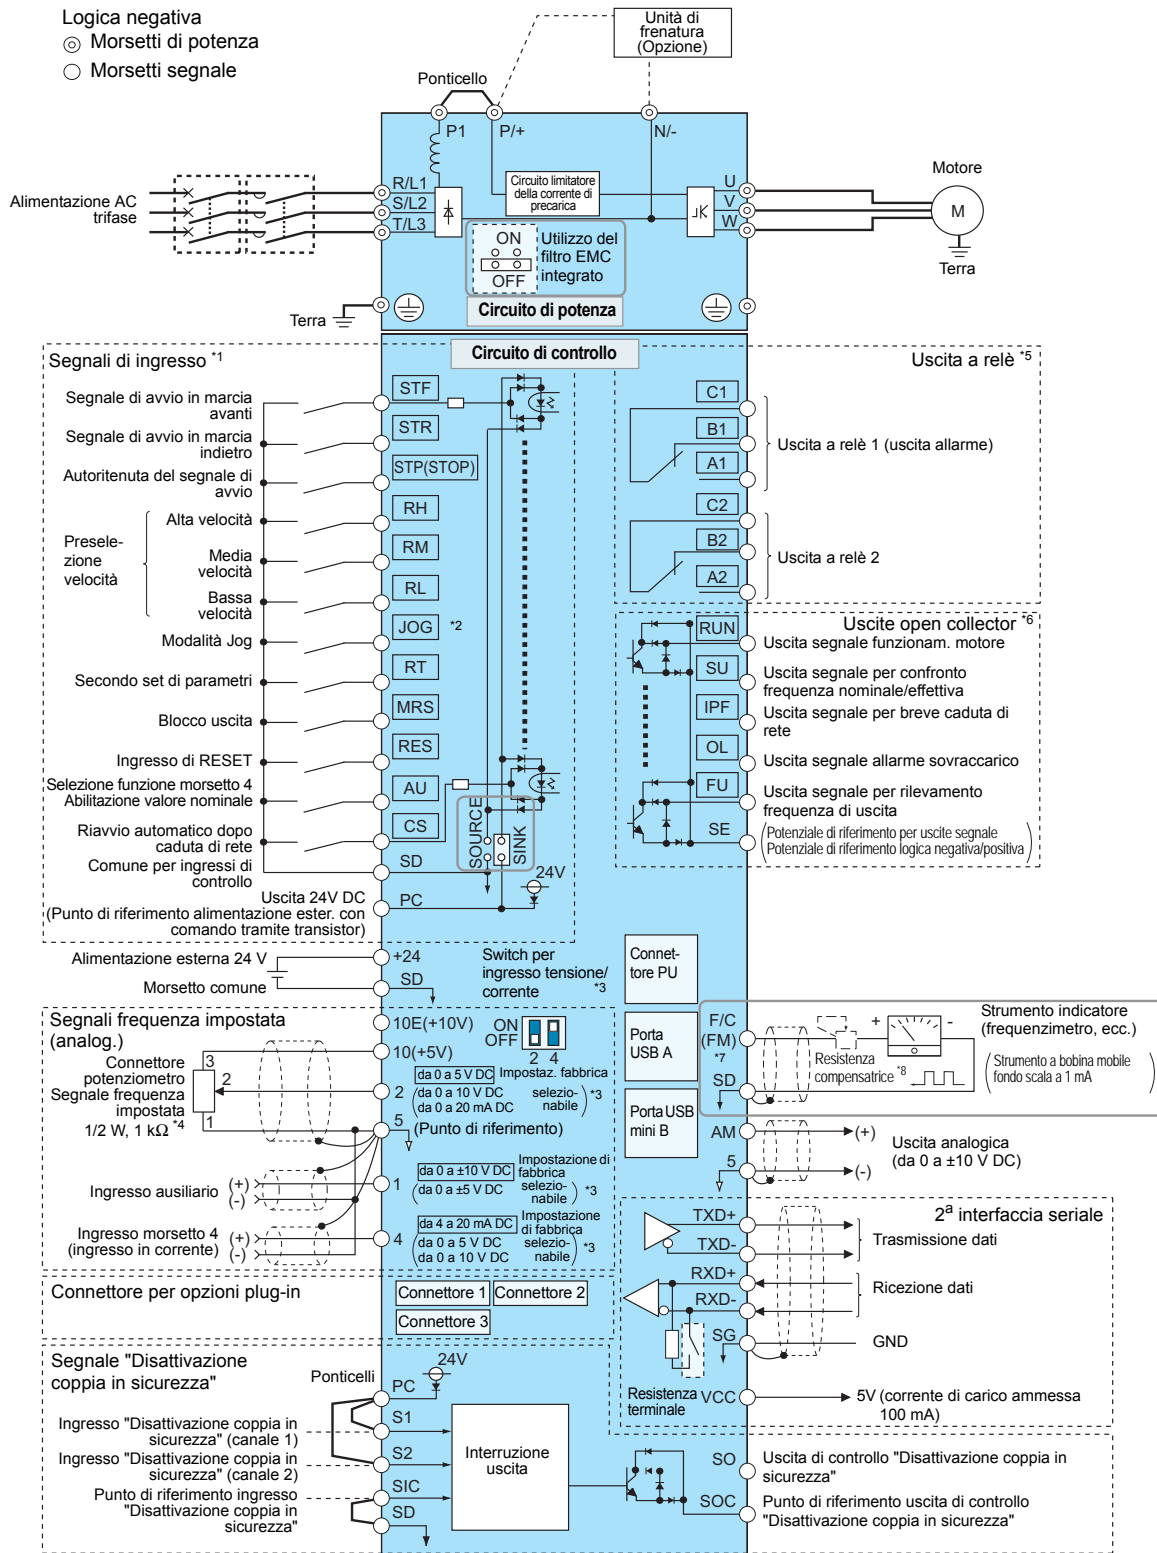 Logica negativa
Morsetti di potenza
Morsetti segnale
Unità di
frenatura
(Opzione)
Ponticello
P1
P/+
N/-
Alimentazione AC
trifase
R/L1
S/L2
T/L3
Circuito limitatore
della corrente di
precarica
U
V
W
Motore
M
Terra
ON
OFF
Utilizzo del
filtro EMC
integrato
Terra
Circuito di potenza
Circuito di controllo
Segnali di ingresso *1
Segnale di avvio in marcia
avanti
STF
Segnale di avvio in marcia
indietro
STR
Autoritenuta del segnale di
avvio
STP(STOP)
Preselezione
velocità
Alta velocità
RH
Media
velocità
RM
Bassa
velocità
RL
Modalità Jog
JOG *2
Secondo set di parametri
RT
Blocco uscita
MRS
Ingresso di RESET
RES
Selezione funzione morsetto 4
Abilitazione valore nominale
AU
Riavvio automatico dopo
caduta di rete
CS
Comune per ingressi di
controllo
SD
SOURCE
SINK
24V
Uscita 24V DC
(Punto di riferimento alimentazione ester. con
comando tramite transistor)
PC
Uscita a relè *5
C1
B1
A1
Uscita a relè 1 (uscita allarme)
C2
B2
A2
Uscita a relè 2
Uscite open collector *6
RUN
Uscita segnale funzionam. motore
SU
Uscita segnale per confronto
frequenza nominale/effettiva
IPF
Uscita segnale per breve caduta di
rete
OL
Uscita segnale allarme sovraccarico
FU
Uscita segnale per rilevamento
frequenza di uscita
SE
(Potenziale di riferimento per uscite segnale
Potenziale di riferimento logica negativa/positiva)
Alimentazione esterna 24 V
+24
Morsetto comune
SD
Switch per
ingresso tensione/
corrente *3
Connet-
tore PU
Porta
USB A
Porta USB
mini B
Segnali frequenza impostata
(analog.)
10E(+10V)
ON
OFF
2 4
10(+5V)
Connettore
potenziometro
Segnale frequenza
impostata
1/2 W, 1 kΩ *4
3
2
1
2
da 0 a 5 V DC Impostaz. fabbrica
(da 0 a 10 V DC
da 0 a 20 mA DC
selezio-
nabile) *3
5
(Punto di riferimento)
Ingresso ausiliario
(+)
(-)
1
da 0 a ±10 V DC
Impostazione di
fabbrica
(da 0 a ±5 V DC
selezio-
nabile) *3
Ingresso morsetto 4
(ingresso in corrente)
(+)
(-)
4
da 4 a 20 mA DC
Impostazione
di fabbrica
(da 0 a 5 V DC
da 0 a 10 V DC
selezio-
nabile) *3
F/C
(FM)
*7
SD
Resistenza
compensatrice *8
+
-
Strumento indicatore
(frequenzimetro, ecc.)
(Strumento a bobina mobile
fondo scala a 1 mA)
AM
5
(+)
(-)
Uscita analogica
(da 0 a ±10 V DC)
2a interfaccia seriale
TXD+
TXD-
Trasmissione dati
RXD+
RXD-
Ricezione dati
SG
GND
Resistenza
terminale
VCC
5V (corrente di carico ammessa
100 mA)
Connettore per opzioni plug-in
Connettore 1
Connettore 2
Connettore 3
Segnale "Disattivazione
coppia in sicurezza"
Ponticelli
24V
PC
Ingresso "Disattivazione coppia in
sicurezza" (canale 1)
S1
Ingresso "Disattivazione coppia in
sicurezza" (canale 2)
S2
Punto di riferimento ingresso
"Disattivazione coppia in
sicurezza"
SIC
SD
Interruzione
uscita
SO
Uscita di controllo "Disattivazione coppia in
sicurezza"
SOC
Punto di riferimento uscita di controllo
"Disattivazione coppia in sicurezza"